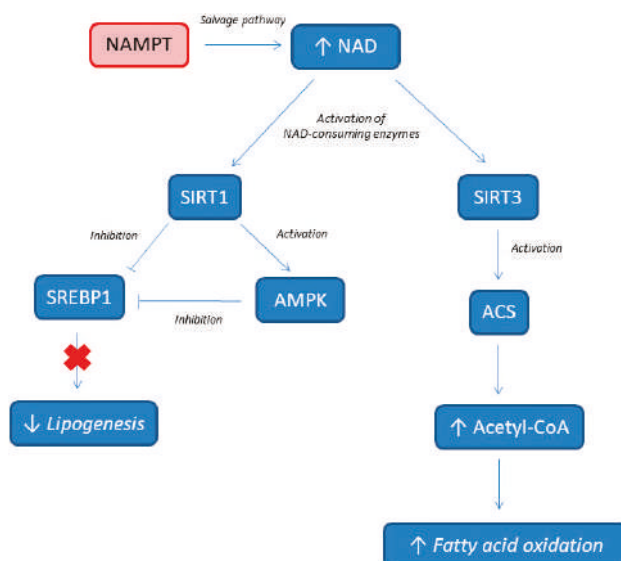 Salvage pathway
NAMPT
↑ NAD
Activation of
NAD-consuming enzymes
SIRT1
SIRT3
Inhibition
Activation
Activation
SREBP1
AMPK
ACS
Inhibition
↓ Lipogenesis
↑ Acetyl-CoA
↑ Fatty acid oxidation